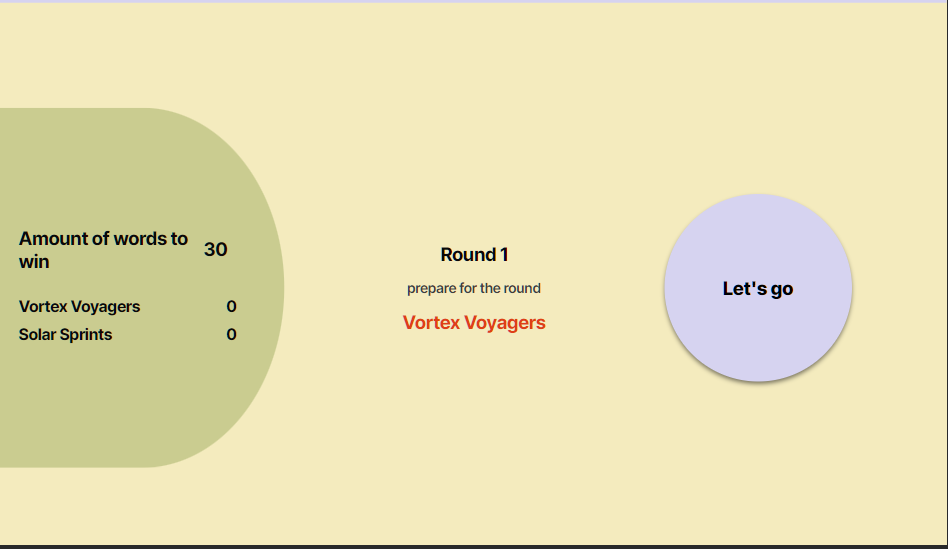 Amount of words to
win
30
Vortex Voyagers 0
Solar Sprints 0
Round 1
prepare for the round
Vortex Voyagers
Let's go